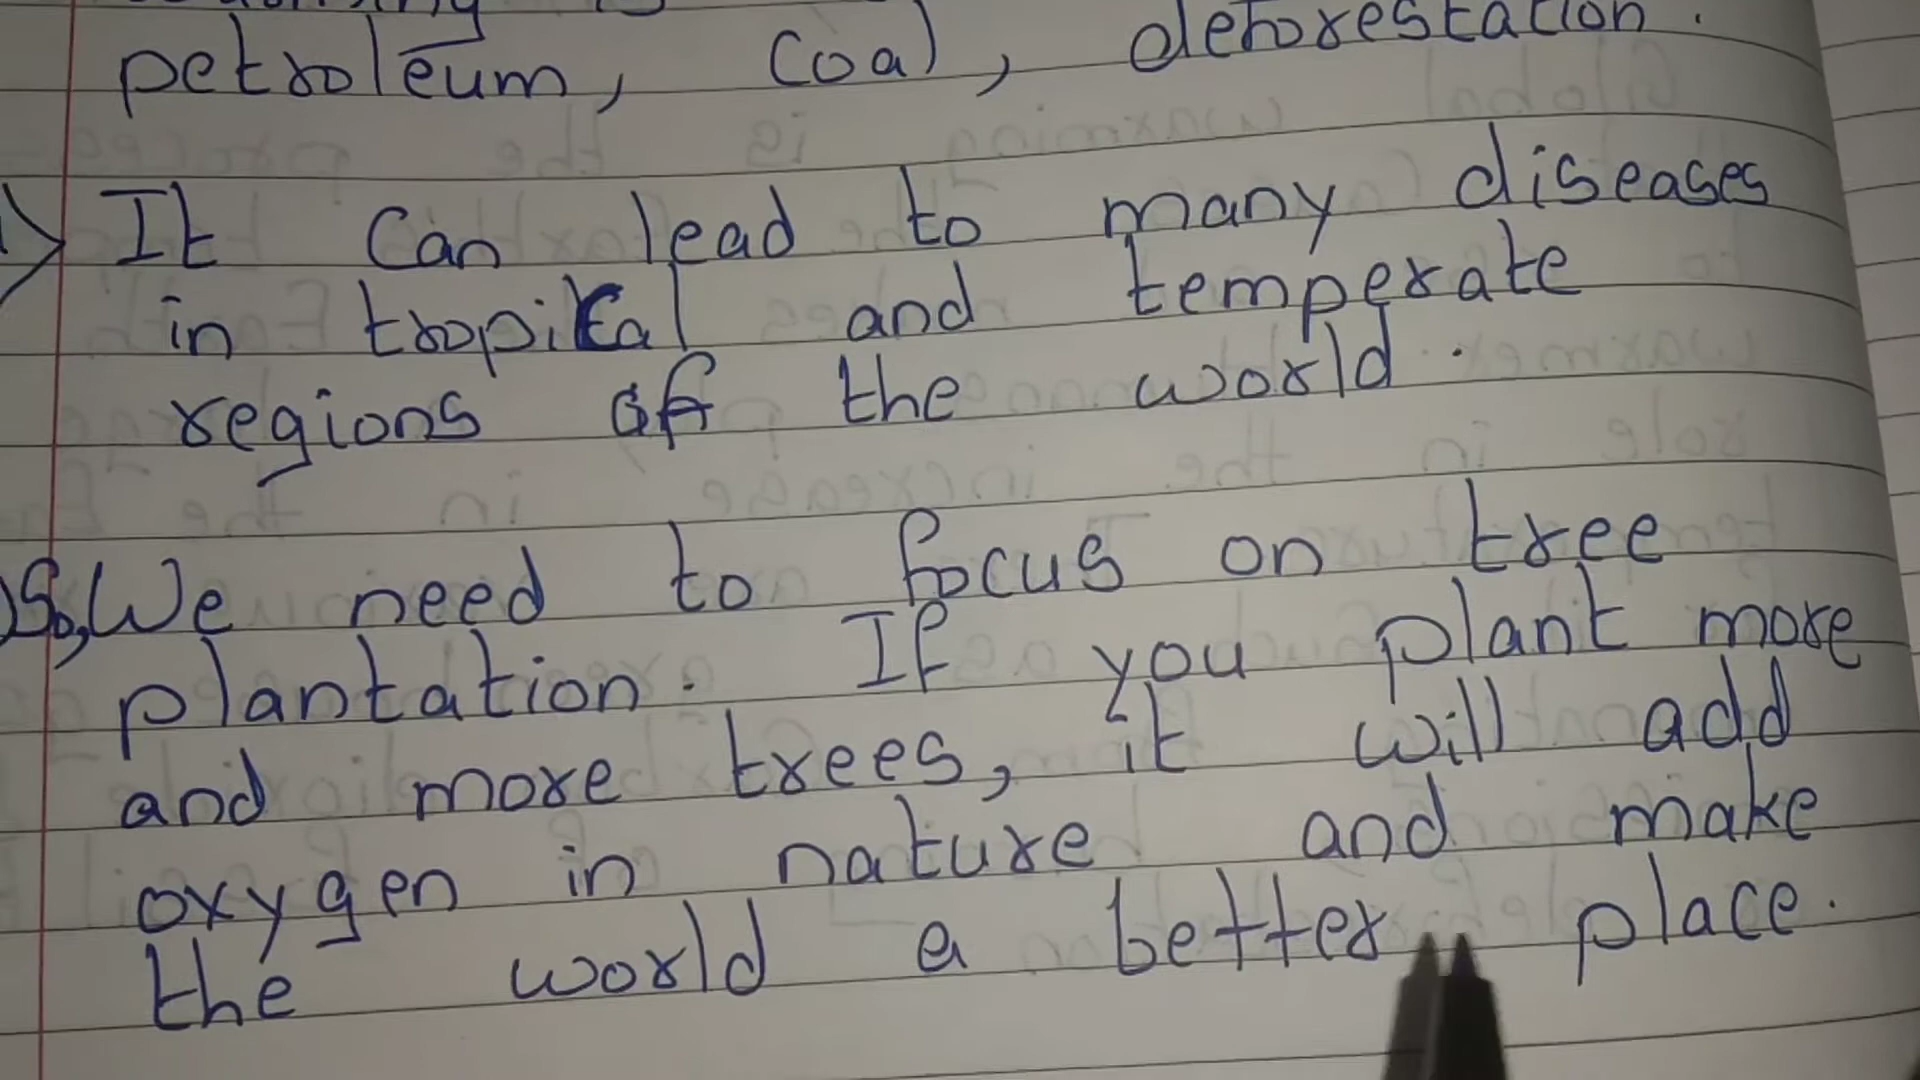 petroleum, coal, deforestation.
It can lead to many diseases
in tropical and temperate
regions of the world.
So, We need to focus on tree
plantation. If you plant more
and more trees, it will add
oxygen in nature and make
the world a better place.